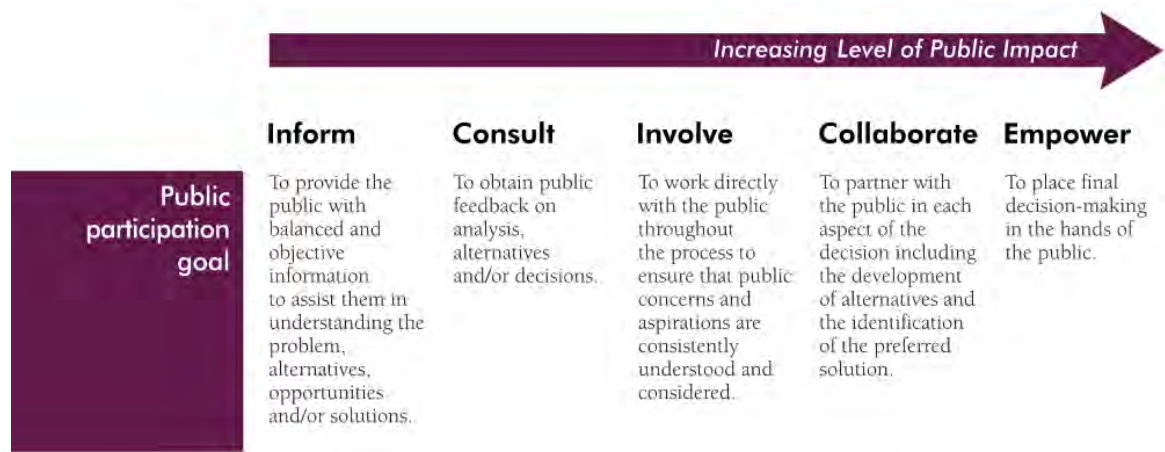 Increasing Level of Public Impact
Inform
Consult
Involve
Collaborate
Empower
Public
participation
goal
To provide the
public with
balanced and
objective
information
to assist them in
understanding the
problem,
alternatives,
opportunities
and/or solutions.
To obtain public
feedback on
analysis,
alternatives
and/or decisions.
To work directly
with the public
throughout
the process to
ensure that public
concerns and
aspirations are
consistently
understood and
considered.
To partner with
the public in each
aspect of the
decision including
the development
of alternatives and
the identification
of the preferred
solution.
To place final
decision-making
in the hands of
the public.